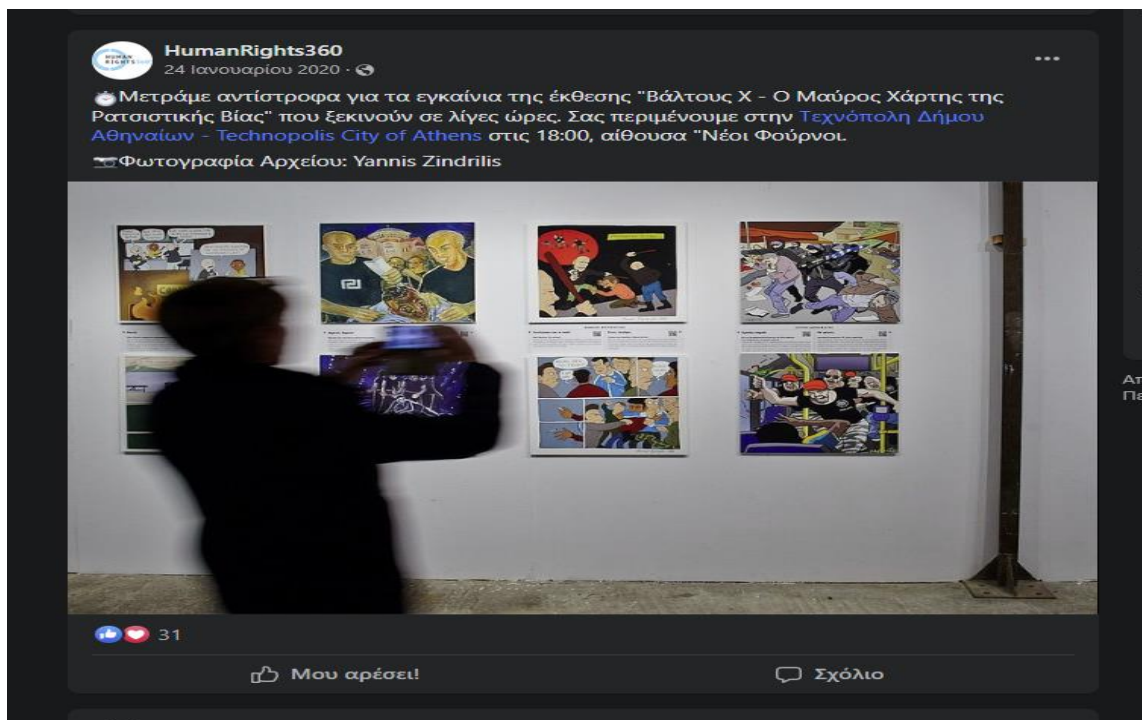 HumanRights360
24 Ιανουαρίου 2020 ·
Μετράμε αντίστροφα για τα εγκαίνια της έκθεσης "Βάλτους Χ - Ο Μαύρος Χάρτης της
Ρατσιστικής Βίας" που ξεκινούν σε λίγες ώρες. Σας περιμένουμε στην Τεχνόπολη Δήμου
Αθηναίων - Technopolis City of Athens στις 18:00, αίθουσα "Νέοι Φούρνοι.
Φωτογραφία Αρχείου: Yannis Zindrilis
31
Μου αρέσει!
Σχόλιο